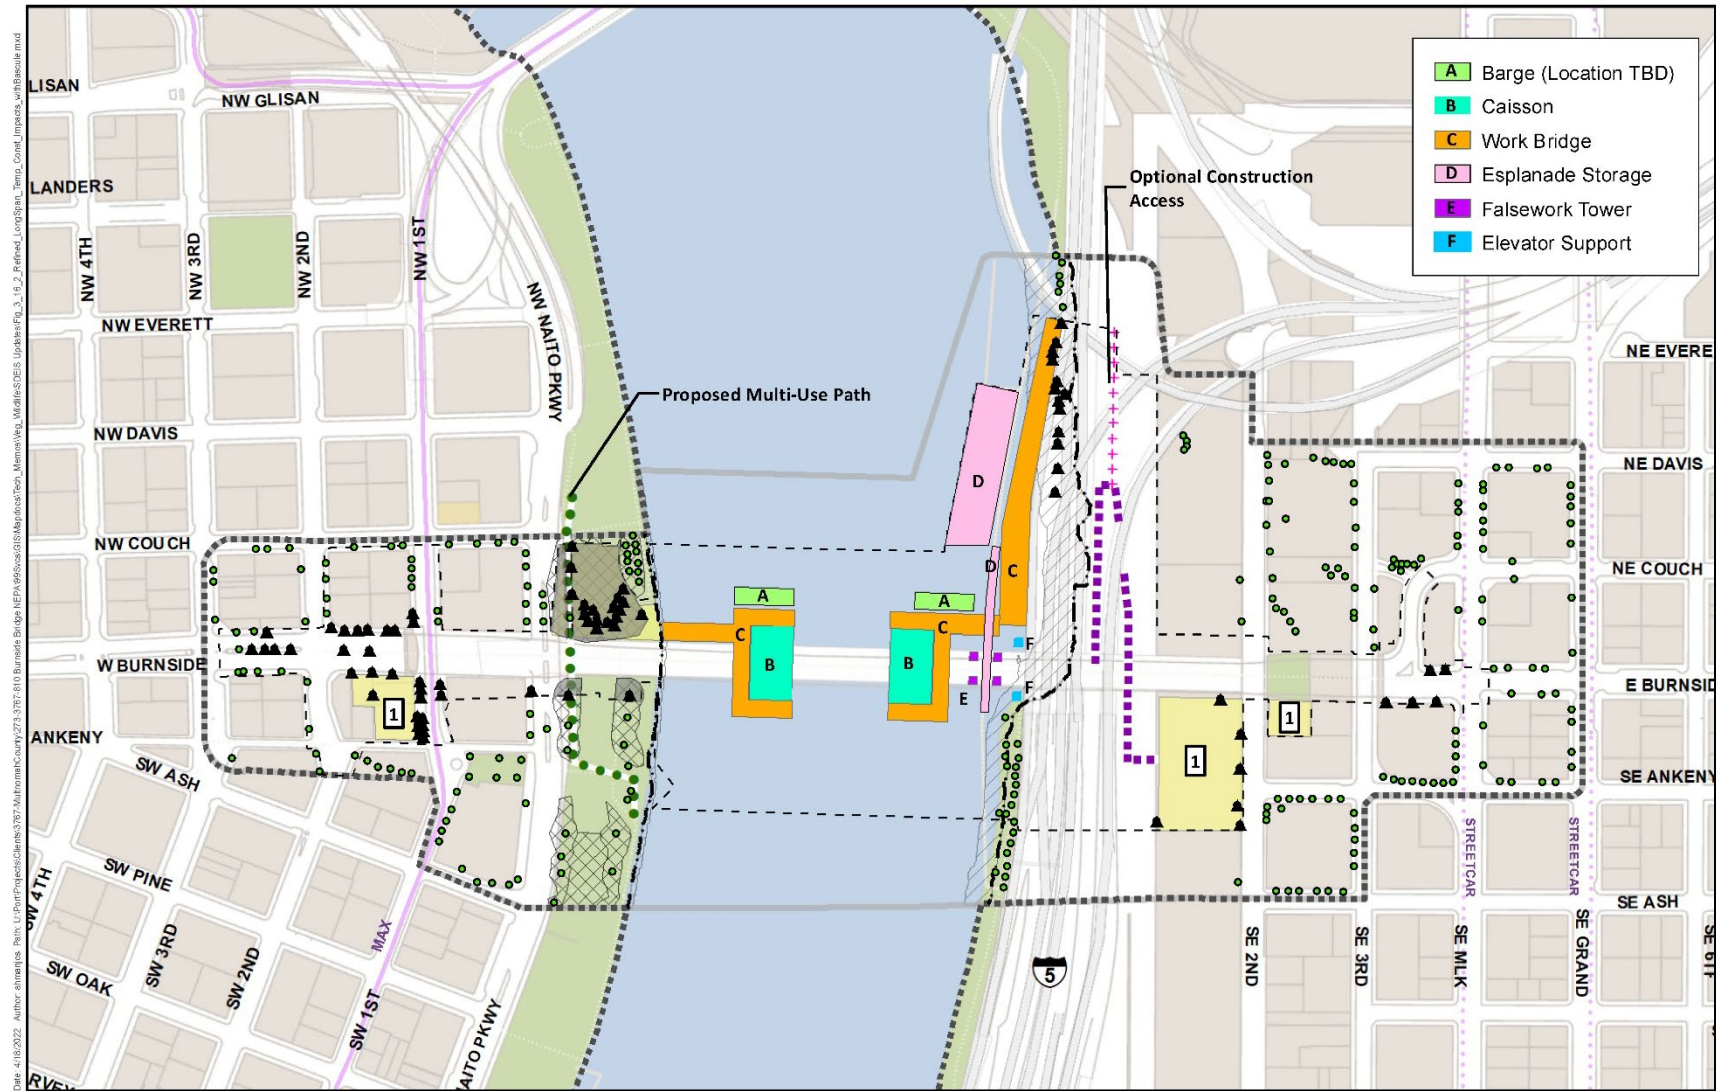 A Barge (Location TBD)
B Caisson
C Work Bridge
D Esplanade Storage
E Falsework Tower
F Elevator Support
LISAN
NW GLISAN
Optional Construction
Access
LANDERS
NW 4TH
NW 3RD
NW 2ND
NW 1ST
NW NAITO PKWY
NW EVERETT
NE EVERE
Proposed Multi-Use Path
NW DAVIS
NE DAVIS
D
NW COUCH
NE COUCH
D
C
A
A
C
C
W BURNSIDE
B
B
F
F
E
E BURNSID
1
1
1
ANKENY
SE ANKENY
SW ASH
STREETCAR
STREETCAR
SW PINE
SW 4TH
MAX
SW 3RD
SW 2ND
SW OAK
SW 1ST
AITO PKWY
5
SE ASH
SE 2ND
SE 3RD
SE MLK
SE GRAND
SE 6T
RVEY